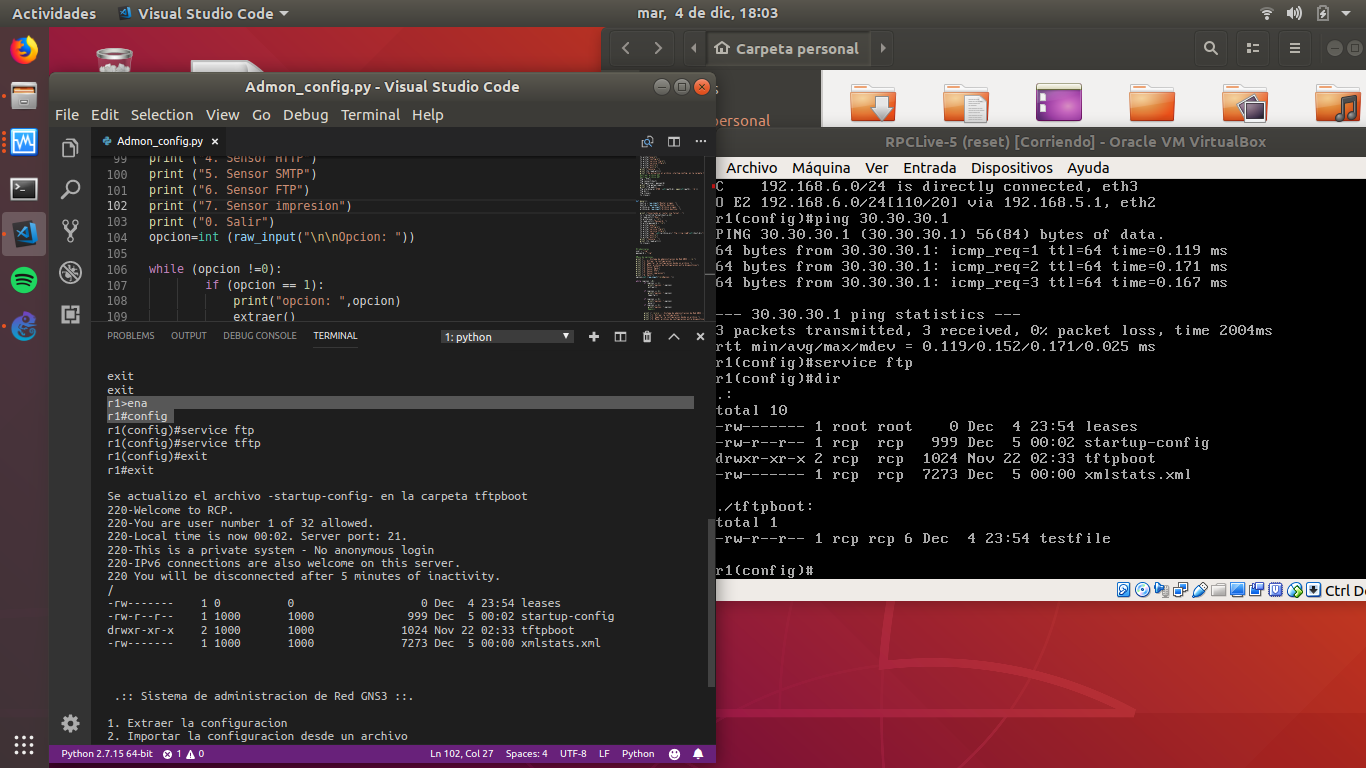 Actividades
Visual Studio Code
mar, 4 de dic, 18:03
Carpeta personal
personal
Admon_config.py - Visual Studio Code
File Edit Selection View Go Debug Terminal Help
Admon_config.py
99 print ("4. Sensor HTTP")
100 print ("5. Sensor SMTP")
101 print ("6. Sensor FTP")
102 print ("7. Sensor impresion")
103 print ("0. Salir")
104 opcion=int (raw_input("\n\nOpcion: "))
105
106 while (opcion !=0):
107 if (opcion == 1):
108 print("opcion: ",opcion)
109 extraer()
PROBLEMS OUTPUT DEBUG CONSOLE TERMINAL
1: python
exit
exit
r1>ena
r1#config
r1(config)#service ftp
r1(config)#service tftp
r1(config)#exit
r1#exit
Se actualizo el archivo -startup-config- en la carpeta tftpboot
220-Welcome to RCP.
220-You are user number 1 of 32 allowed.
220-Local time is now 00:02. Server port: 21.
220-This is a private system - No anonymous login
220-IPv6 connections are also welcome on this server.
220 You will be disconnected after 5 minutes of inactivity.
/
-rw------- 1 0 0 0 Dec 4 23:54 leases
-rw-r--r-- 1 1000 1000 999 Dec 5 00:02 startup-config
drwxr-xr-x 2 1000 1000 1024 Nov 22 02:33 tftpboot
-rw------- 1 1000 1000 7273 Dec 5 00:00 xmlstats.xml
.:: Sistema de administracion de Red GNS3 ::.
1. Extraer la configuracion
2. Importar la configuracion desde un archivo
Python 2.7.15 64-bit 1 0 Ln 102, Col 27 Spaces: 4 UTF-8 LF Python
RPCLive-5 (reset) [Corriendo] - Oracle VM VirtualBox
Archivo Máquina Ver Entrada Dispositivos Ayuda
C 192.168.6.0/24 is directly connected, eth3
O E2 192.168.6.0/24[110/20] via 192.168.5.1, eth2
r1(config)#ping 30.30.30.1
PING 30.30.30.1 (30.30.30.1) 56(84) bytes of data.
64 bytes from 30.30.30.1: icmp_req=1 ttl=64 time=0.119 ms
64 bytes from 30.30.30.1: icmp_req=2 ttl=64 time=0.171 ms
64 bytes from 30.30.30.1: icmp_req=3 ttl=64 time=0.167 ms
--- 30.30.30.1 ping statistics ---
3 packets transmitted, 3 received, 0% packet loss, time 2004ms
rtt min/avg/max/mdev = 0.119/0.152/0.171/0.025 ms
r1(config)#service ftp
r1(config)#dir
.:
total 10
-rw------- 1 root root 0 Dec 4 23:54 leases
-rw-r--r-- 1 rcp rcp 999 Dec 5 00:02 startup-config
drwxr-xr-x 2 rcp rcp 1024 Nov 22 02:33 tftpboot
-rw------- 1 rcp rcp 7273 Dec 5 00:00 xmlstats.xml
./tftpboot:
total 1
-rw-r--r-- 1 rcp rcp 6 Dec 4 23:54 testfile
r1(config)#
Ctrl De